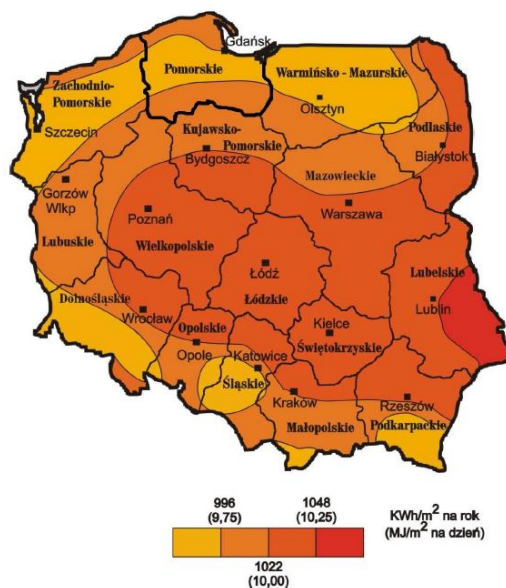 Gdańsk
Pomorskie
Warmińsko - Mazurskie
Zachodnio-
Pomorskie
Olsztyn
Szczecin
Kujawsko-
Pomorskie
Bydgoszcz
Podlaskie
Białystok
Mazowieckie
Gorzów
Wlkp
Poznań
Warszawa
Wielkopolskie
Lubuskie
Łódź
Łódzkie
Lubelskie
Lublin
Dolnośląskie
Wrocław
Opolskie
Opole
Kielce
Świętokrzyskie
Katowice
Śląskie
Kraków
Rzeszów
Małopolskie
Podkarpackie
996
(9,75)
1048
(10,25)
KWh/m² na rok
(MJ/m² na dzień)
1022
(10,00)